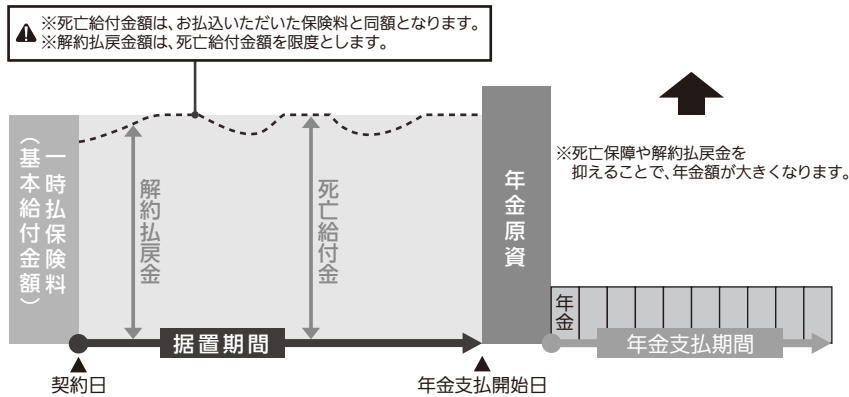 ※死亡給付金額は、お払込いただいた保険料と同額となります。
※解約払戻金額は、死亡給付金額を限度とします。
一時払保険料
（基本給付金額）
解約払戻金
死亡給付金
年金原資
※死亡保障や解約払戻金を
抑えることで、年金額が大きくなります。
年金
据置期間
年金支払期間
契約日
年金支払開始日